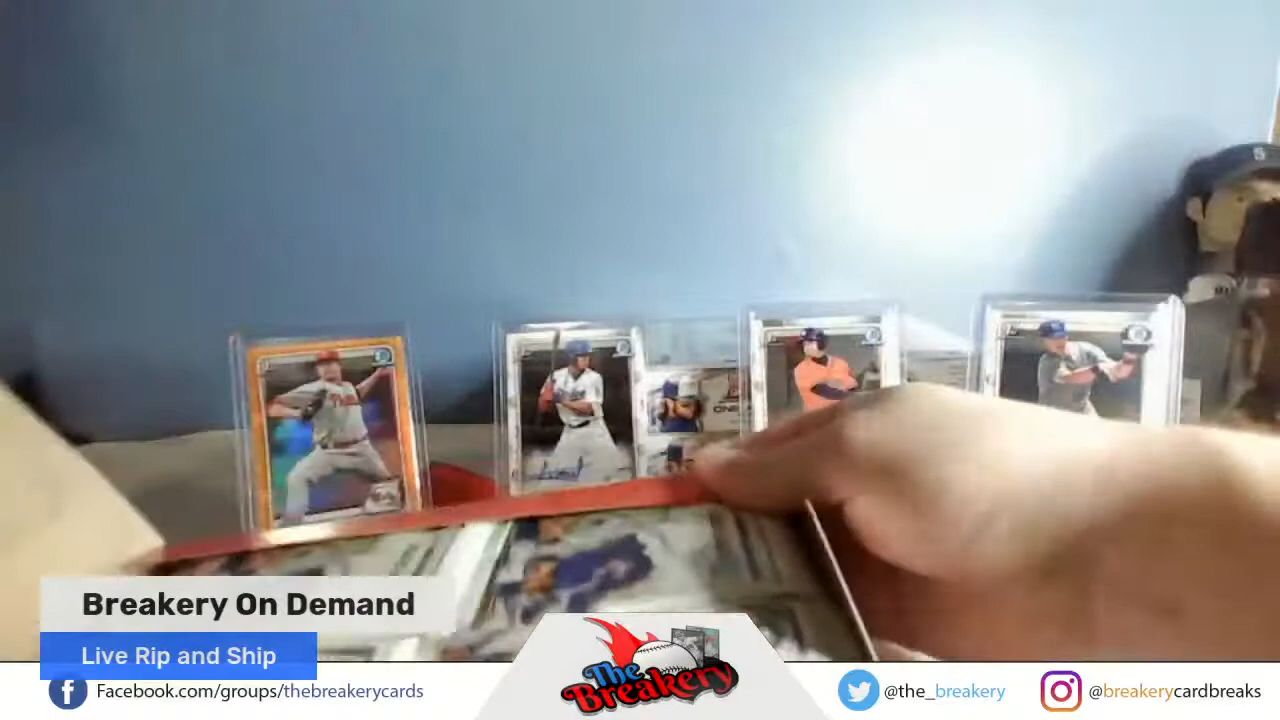 Breakery On Demand
Live Rip and Ship
Facebook.com/groups/thebreakerycards
The
Breakery
@the_breakery
@breakerycardbreaks